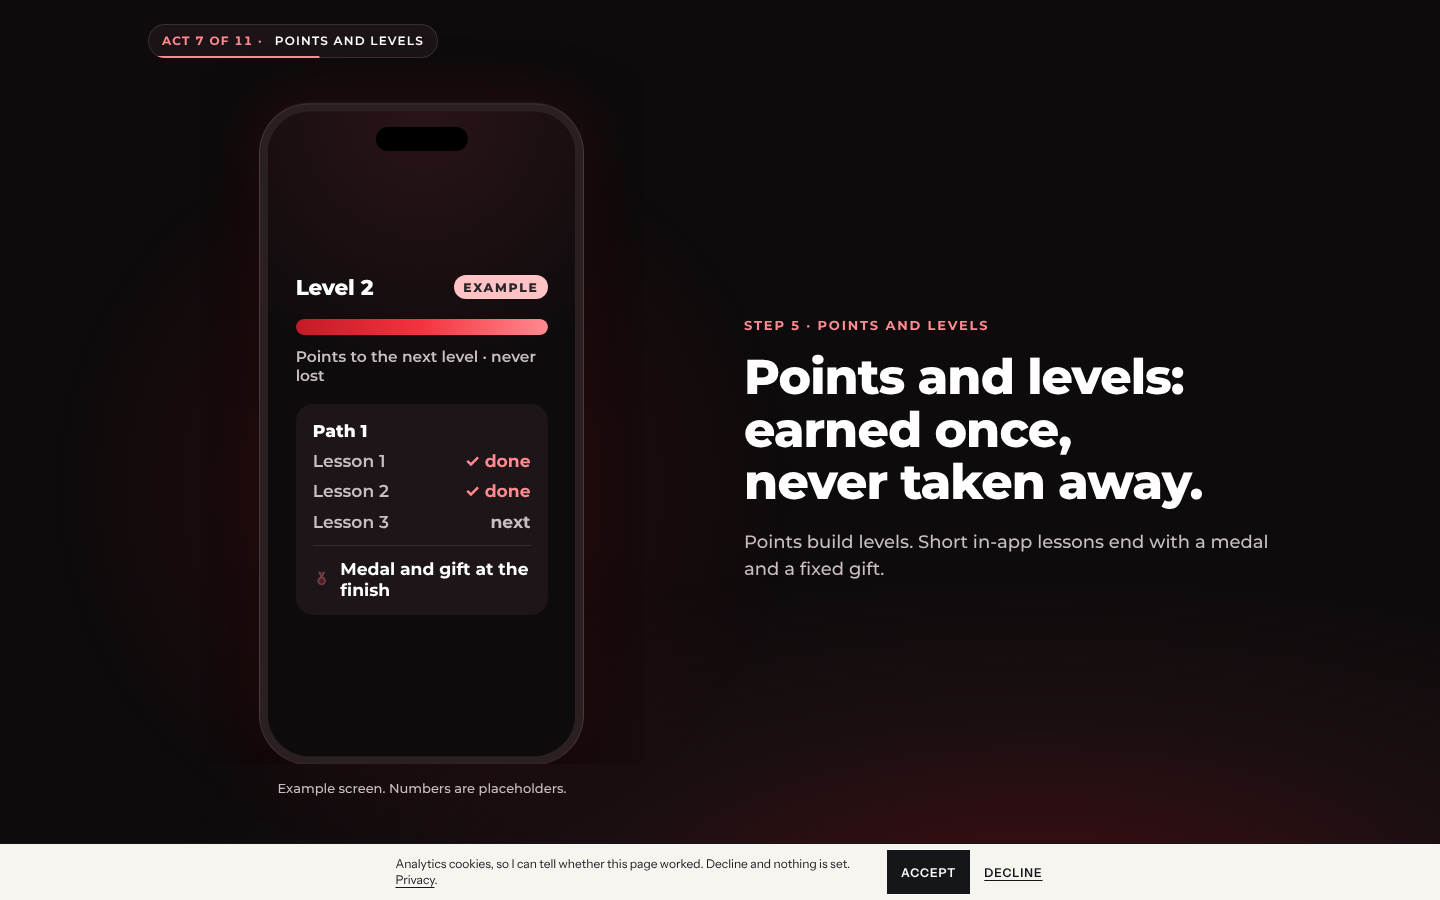 ACT 7 OF 11 · POINTS AND LEVELS
Level 2
EXAMPLE
Points to the next level · never
lost
Path 1
Lesson 1 ✓ done
Lesson 2 ✓ done
Lesson 3 next
Medal and gift at the
finish
Example screen. Numbers are placeholders.
STEP 5 · POINTS AND LEVELS
Points and levels:
earned once,
never taken away.
Points build levels. Short in-app lessons end with a medal
and a fixed gift.
Analytics cookies, so I can tell whether this page worked. Decline and nothing is set.
Privacy.
ACCEPT
DECLINE